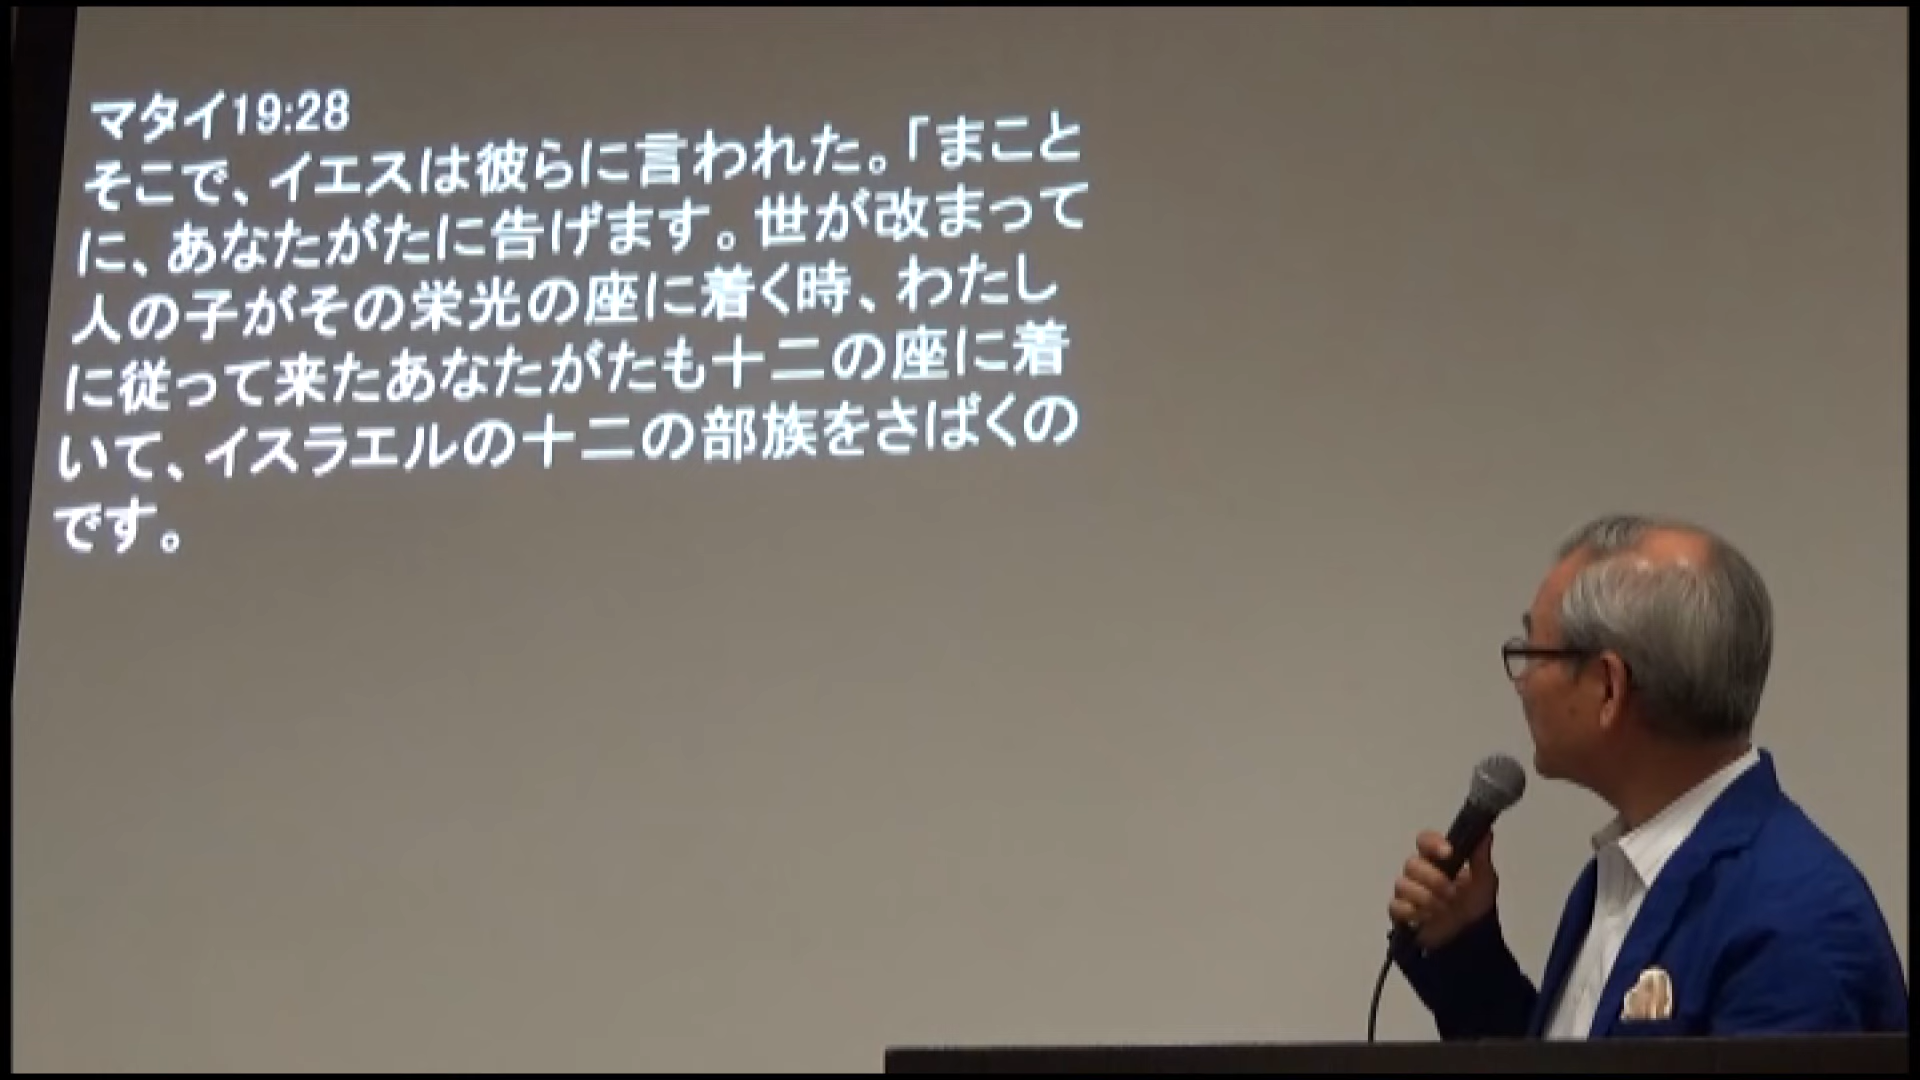 マタイ19:28
そこで、イエスは彼らに言われた。「まこと
に、あなたがたに告げます。世が改まって
人の子がその栄光の座に着く時、わたし
に従って来たあなたがたも十二の座に着
いて、イスラエルの十二の部族をさばくの
です。